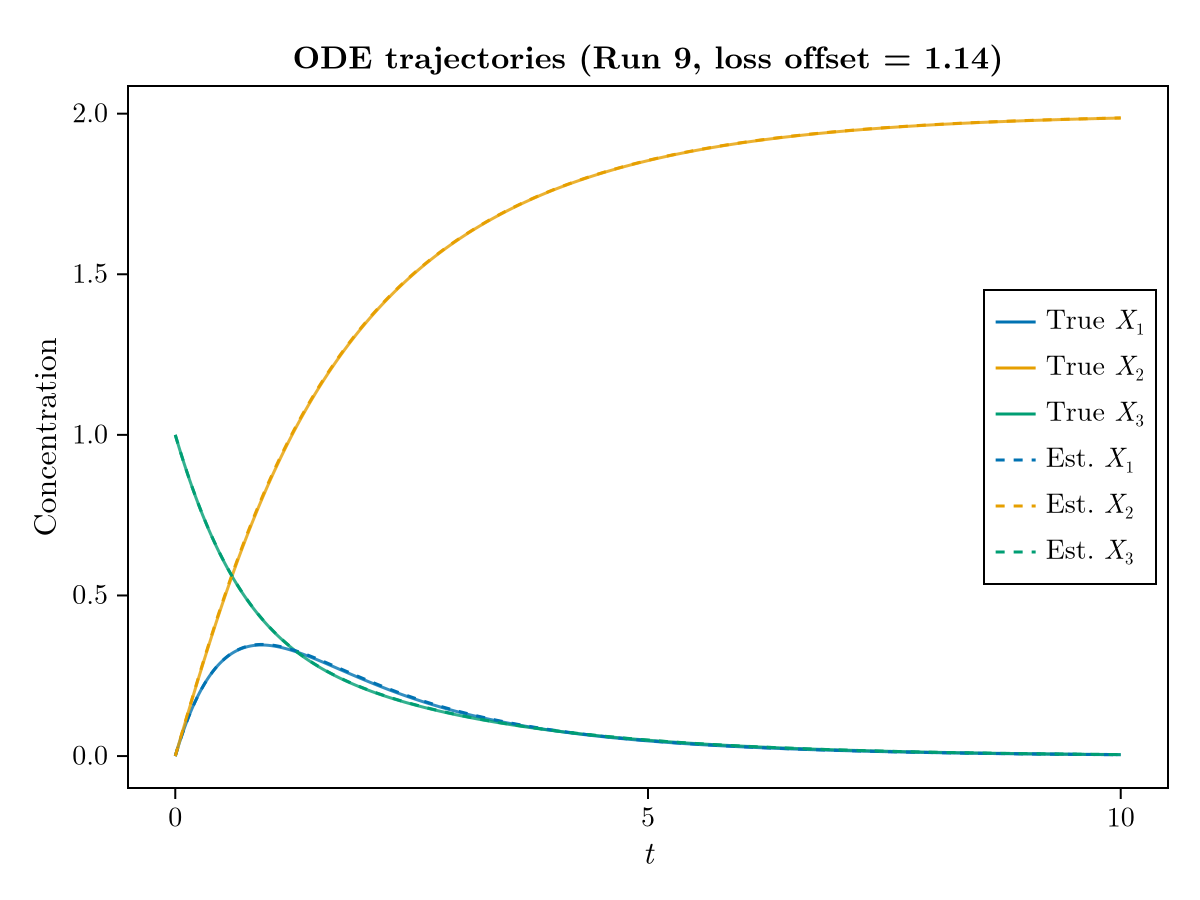 ODE trajectories (Run 9, loss offset = 1.14)
2.0
1.5
1.0
0.5
0.0
Concentration
True X₁
True X₂
True X₃
Est. X₁
Est. X₂
Est. X₃
0 5 10
t